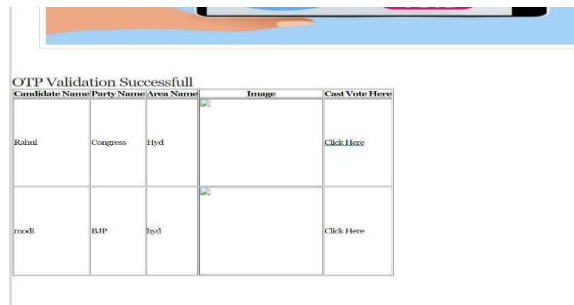 OTP Validation Successfull
Candidate Name Party Name Area Name Image Cast Vote Here
Rahul Congress Hyd Click Here
modi BJP hyd Click Here